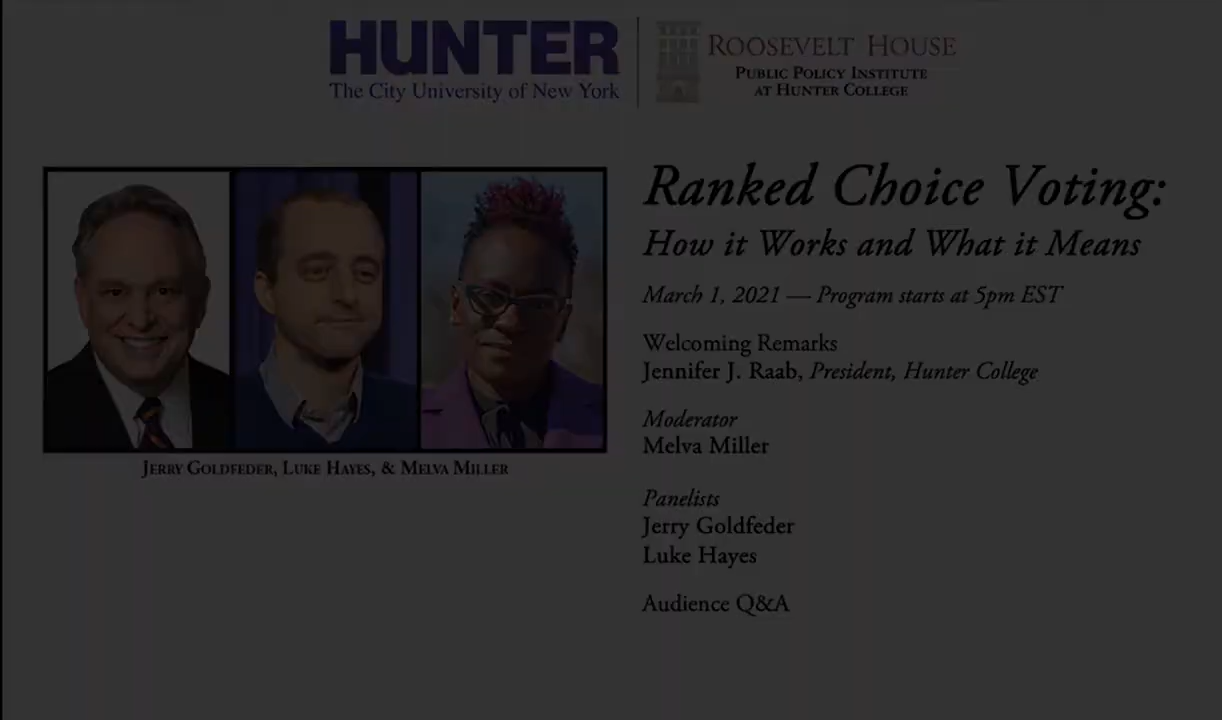 HUNTER
The City University of New York
ROOSEVELT HOUSE
PUBLIC POLICY INSTITUTE
AT HUNTER COLLEGE
Ranked Choice Voting:
How it Works and What it Means
March 1, 2021 — Program starts at 5pm EST
Welcoming Remarks
Jennifer J. Raab, President, Hunter College
Moderator
Melva Miller
Panelists
Jerry Goldfeder
Luke Hayes
Audience Q&A
JERRY GOLDFEDER, LUKE HAYES, & MELVA MILLER